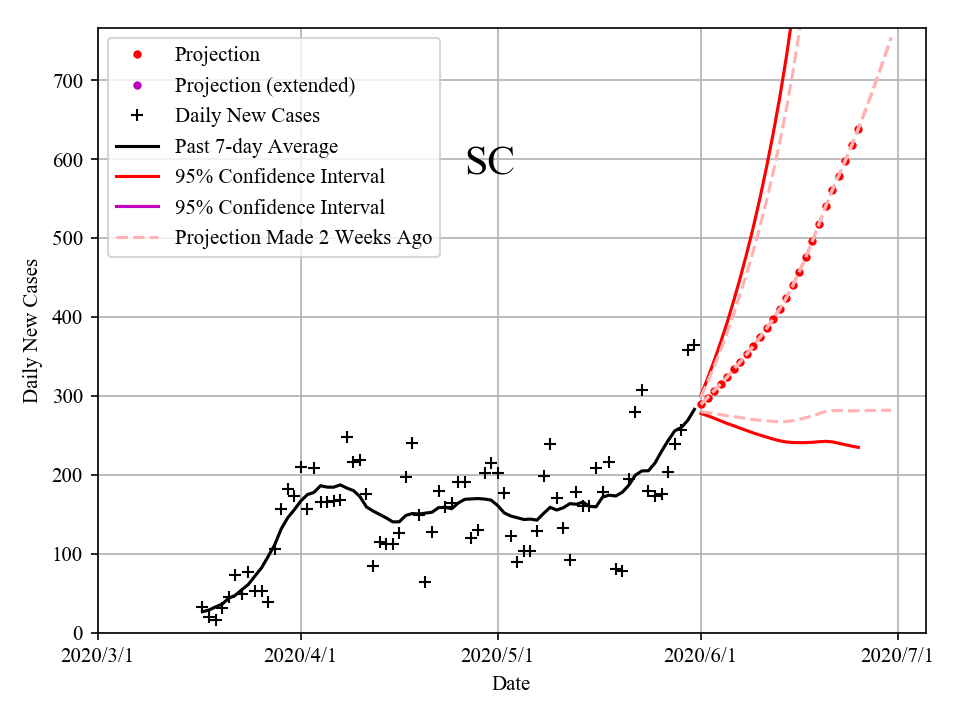 Projection
Projection (extended)
Daily New Cases
Past 7-day Average
95% Confidence Interval
95% Confidence Interval
Projection Made 2 Weeks Ago
SC
Daily New Cases
700
600
500
400
300
200
100
0
2020/3/1 2020/4/1 2020/5/1 2020/6/1 2020/7/1
Date